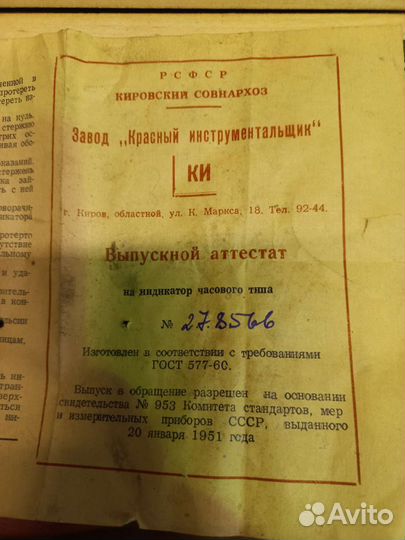 РСФСР
КИРОВСКИЙ СОВНАРХОЗ
Завод „Красный инструментальщик"
КИ
г. Киров, областной, ул. К. Маркса, 18. Тел. 92-44.
Выпускной аттестат
на индикатор часового типа
№ 278566
Изготовлен в соответствии с требованиями
ГОСТ 577-60.
Выпуск в обращение разрешен на основании
свидетельства № 953 Комитета стандартов, мер
и измерительных приборов СССР, выданного
20 января 1951 года
Avito